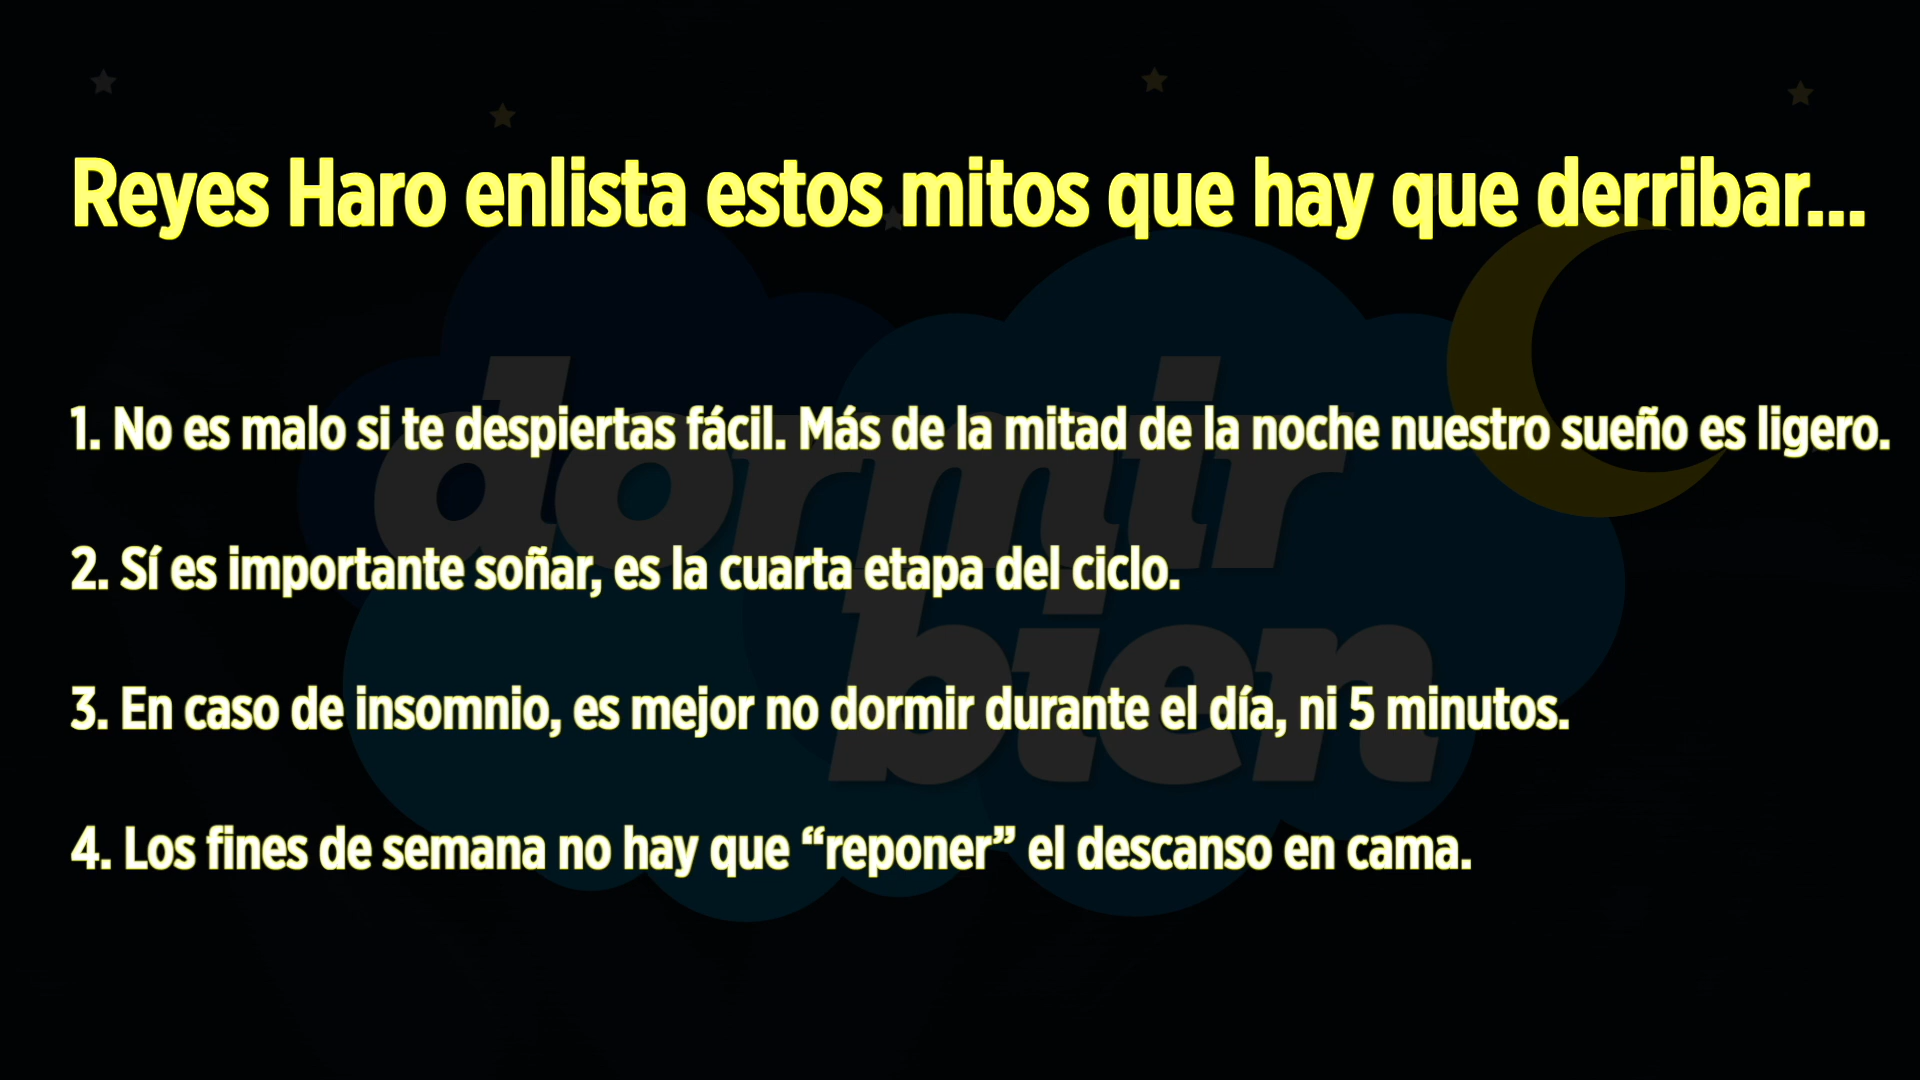 Reyes Haro enlista estos mitos que hay que derribar...
1. No es malo si te despiertas fácil. Más de la mitad de la noche nuestro sueño es ligero.
dormir
2. Sí es importante soñar, es la cuarta etapa del ciclo.
bien
3. En caso de insomnio, es mejor no dormir durante el día, ni 5 minutos.
4. Los fines de semana no hay que “reponer” el descanso en cama.